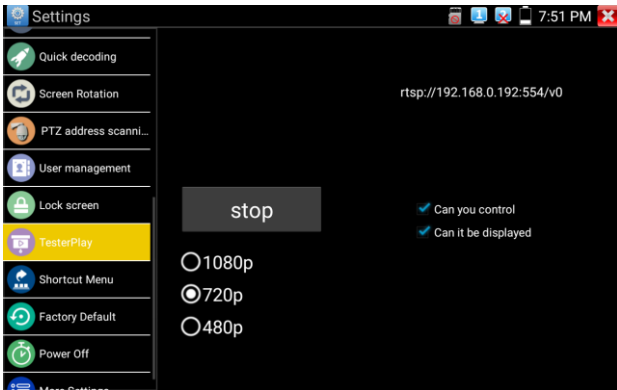 Settings
7:51 PM
Quick decoding
Screen Rotation
PTZ address scanni...
User management
Lock screen
TesterPlay
Shortcut Menu
Factory Default
Power Off
More Settings
rtsp://192.168.0.192:554/v0
stop
Can you control
Can it be displayed
1080p
720p
480p